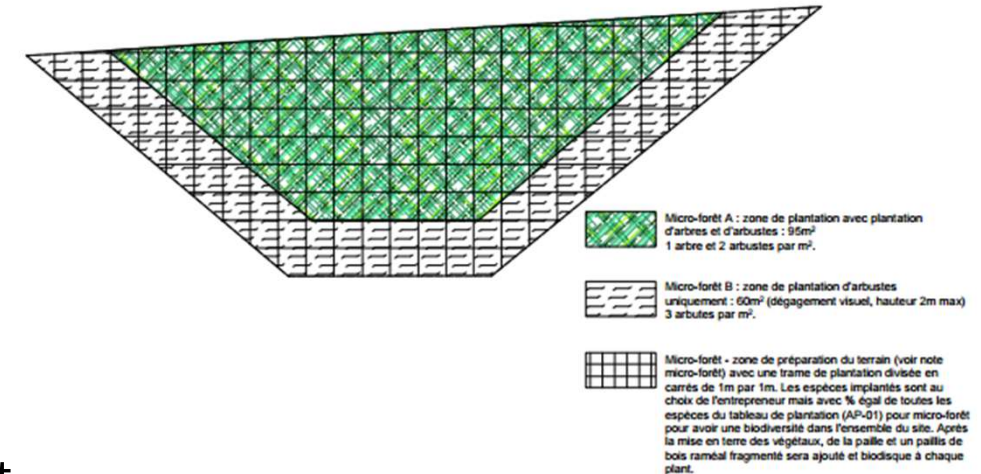 Micro-forêt A : zone de plantation avec plantation
d'arbres et d'arbustes : 95m²
1 arbre et 2 arbustes par m².
Micro-forêt B : zone de plantation d'arbustes
uniquement : 60m² (dégagement visuel, hauteur 2m max)
3 arbutes par m².
Micro-forêt - zone de préparation du terrain (voir note
micro-forêt) avec une trame de plantation divisée en
carrés de 1m par 1m. Les espèces implantés sont au
choix de l'entrepreneur mais avec % égal de toutes les
espèces du tableau de plantation (AP-01) pour micro-forêt
pour avoir une biodiversité dans l'ensemble du site. Après
la mise en terre des végétaux, de la paille et un paillis de
bois raméal fragmenté sera ajouté et biodisque à chaque
plant.